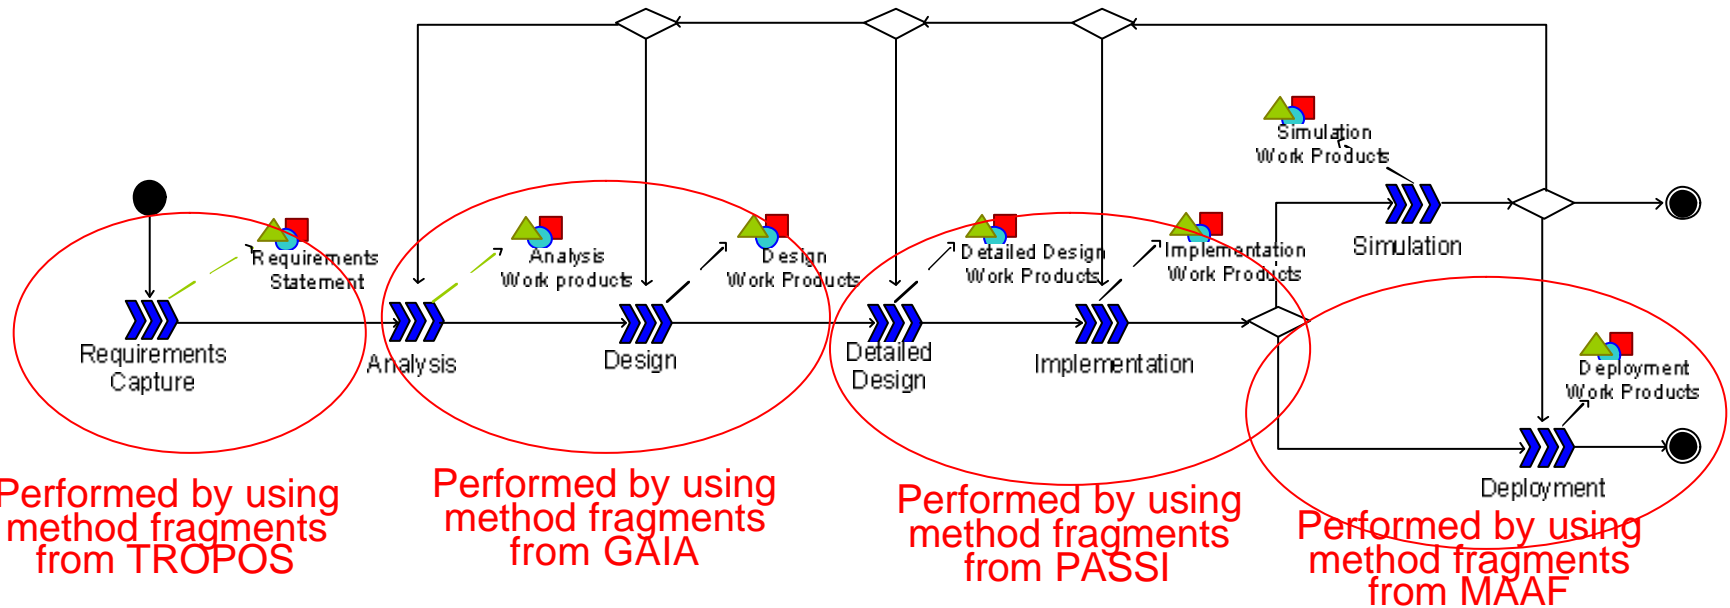 Simulation
Work Products
Simulation
Requirements
Statement
Analysis
Work products
Design
Work Products
Detailed Design
Work Products
Implementation
Work Products
Requirements
Capture
Analysis
Design
Detailed
Design
Implementation
Deployment
Work Products
Deployment
Performed by using
method fragments
from TROPOS
Performed by using
method fragments
from GAIA
Performed by using
method fragments
from PASSI
Performed by using
method fragments
from MAAF